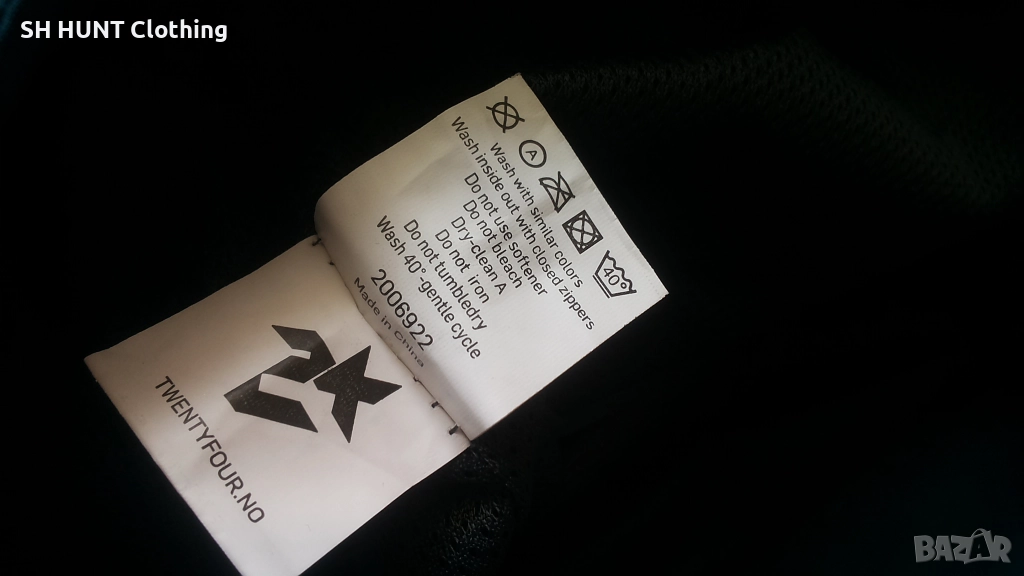 SH HUNT Clothing
A
40°
Wash with similar colors
Wash inside out with closed zippers
Do not use softener
Do not bleach
Dry-clean A
Do not iron
Do not tumbledry
Wash 40°-gentle cycle
2006922
Made in China
TWENTYFOUR.NO
BAZAR